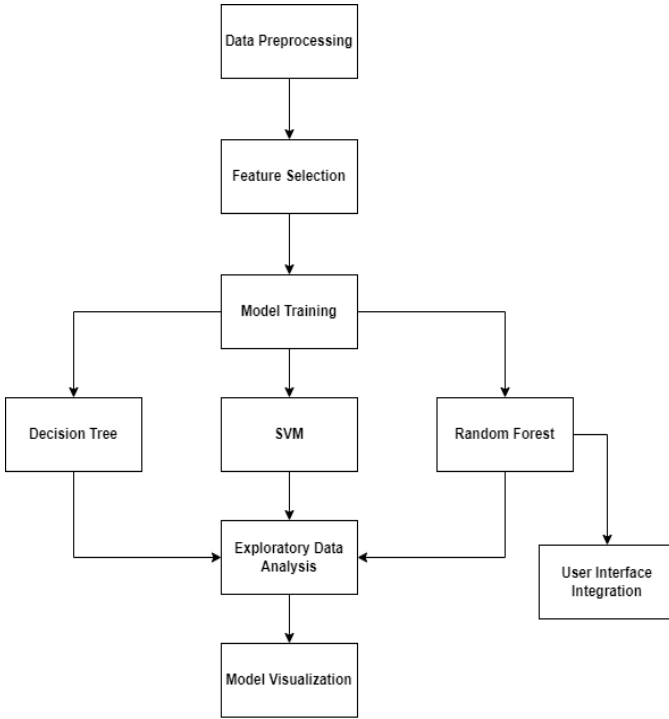 Data Preprocessing
Feature Selection
Model Training
Decision Tree
SVM
Random Forest
Exploratory Data
Analysis
User Interface
Integration
Model Visualization